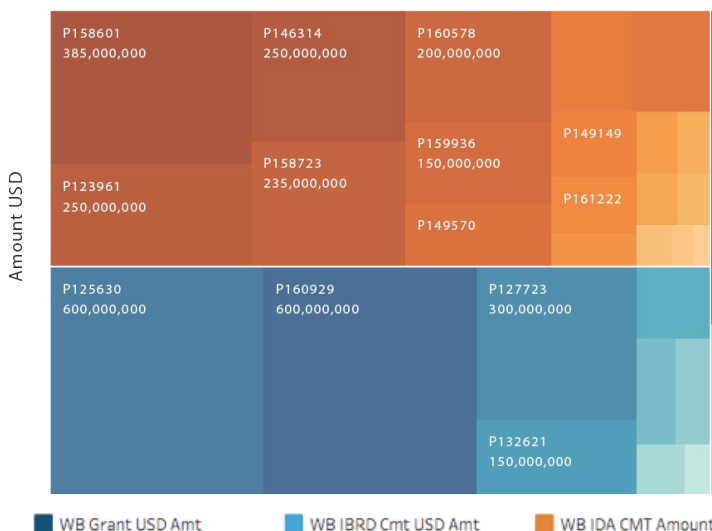 Amount USD
P158601
385,000,000
P123961
250,000,000
P146314
250,000,000
P158723
235,000,000
P160578
200,000,000
P159936
150,000,000
P149570
P149149
P161222
P125630
600,000,000
P160929
600,000,000
P127723
300,000,000
P132621
150,000,000
WB Grant USD Amt
WB IBRD Cmt USD Amt
WB IDA CMT Amount